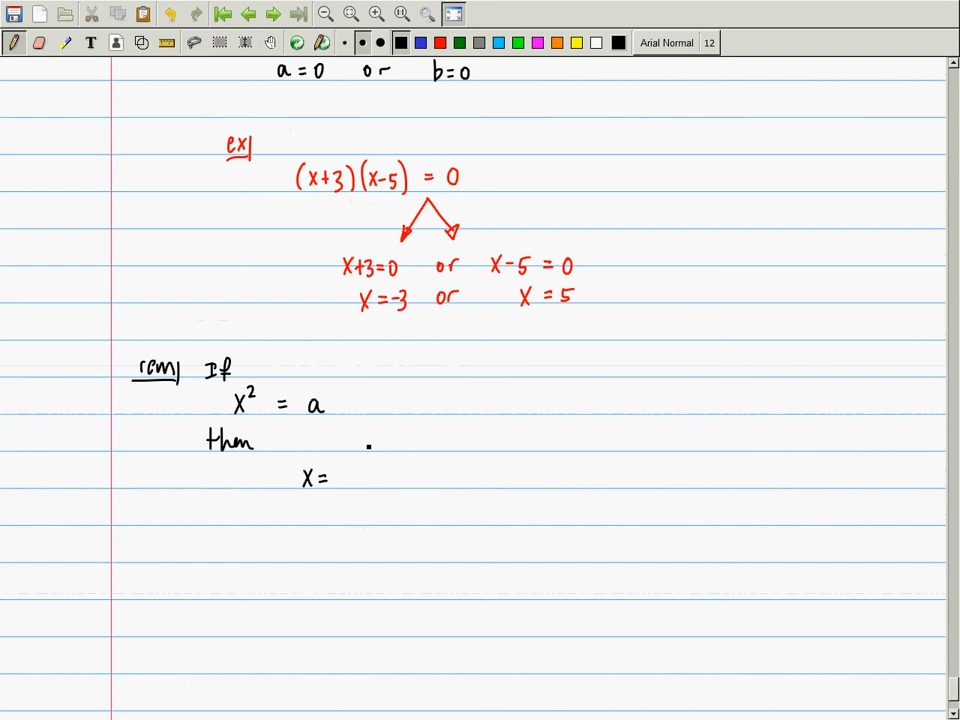 T Arial Normal 12
a = 0 or b = 0
ex
(x+3)(x-5) = 0
x+3=0 or x-5 = 0
x = -3 or x = 5
rem If
x² = a
then
x =